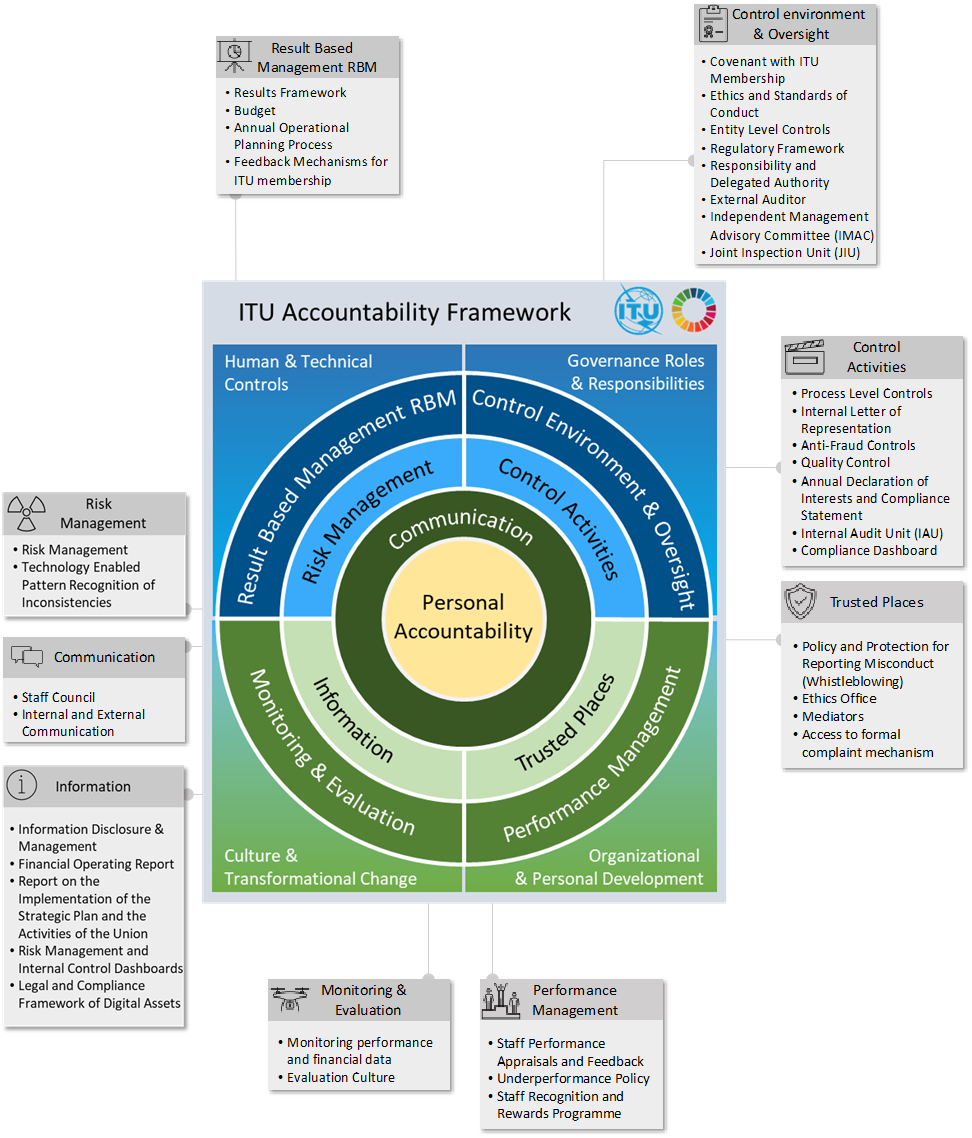 Result Based
Management RBM
• Results Framework
• Budget
• Annual Operational
Planning Process
• Feedback Mechanisms for
ITU membership
Control environment
& Oversight
• Covenant with ITU
Membership
• Ethics and Standards of
Conduct
• Entity Level Controls
• Regulatory Framework
• Responsibility and
Delegated Authority
• External Auditor
• Independent Management
Advisory Committee (IMAC)
• Joint Inspection Unit (JIU)
ITU Accountability Framework
ITU
Human & Technical
Controls
Governance Roles
& Responsibilities
Result Based Management RBM
Control Environment & Oversight
Risk Management
Control Activities
Communication
Personal
Accountability
Information
Trusted Places
Monitoring & Evaluation
Performance Management
Culture &
Transformational Change
Organizational
& Personal Development
Control
Activities
• Process Level Controls
• Internal Letter of
Representation
• Anti-Fraud Controls
• Quality Control
• Annual Declaration of
Interests and Compliance
Statement
• Internal Audit Unit (IAU)
• Compliance Dashboard
Risk
Management
• Risk Management
• Technology Enabled
Pattern Recognition of
Inconsistencies
Trusted Places
• Policy and Protection for
Reporting Misconduct
(Whistleblowing)
• Ethics Office
• Mediators
• Access to formal
complaint mechanism
Communication
• Staff Council
• Internal and External
Communication
Information
• Information Disclosure &
Management
• Financial Operating Report
• Report on the
Implementation of the
Strategic Plan and the
Activities of the Union
• Risk Management and
Internal Control Dashboards
• Legal and Compliance
Framework of Digital Assets
Monitoring &
Evaluation
• Monitoring performance
and financial data
• Evaluation Culture
Performance
Management
• Staff Performance
Appraisals and Feedback
• Underperformance Policy
• Staff Recognition and
Rewards Programme